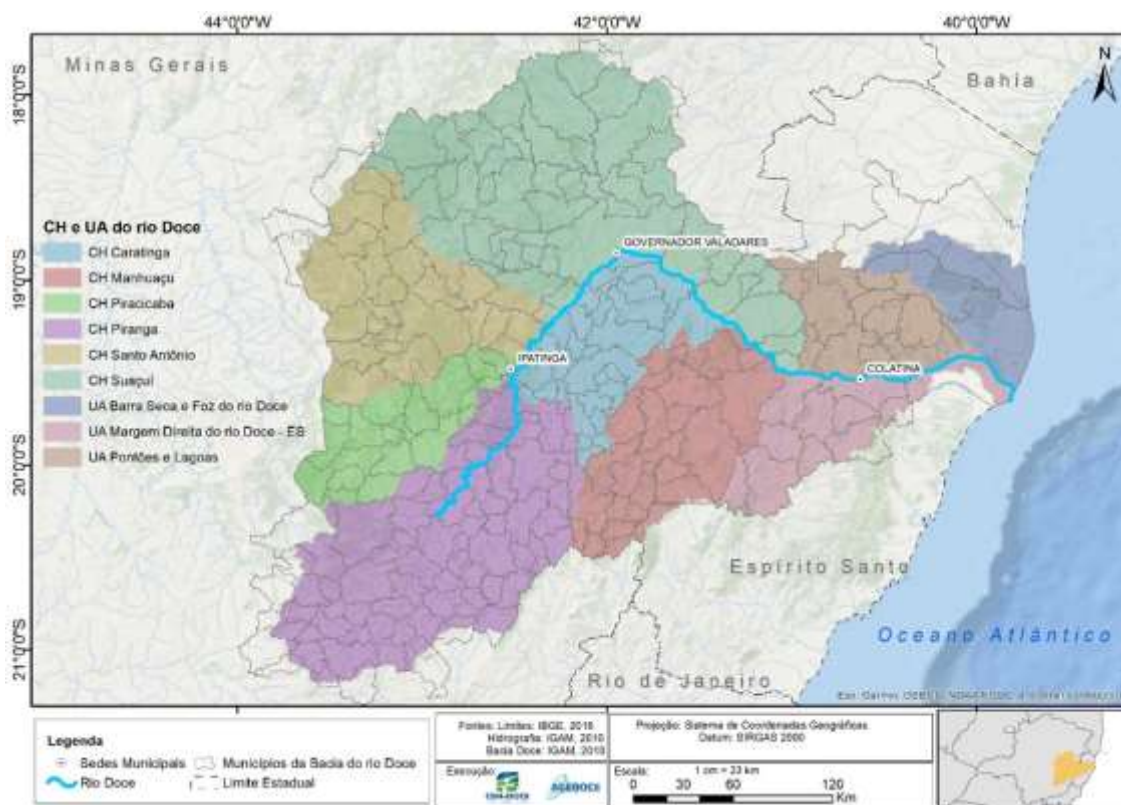 44°0'0"W 42°0'0"W 40°0'0"W
18°0'0"S
19°0'0"S
20°0'0"S
21°0'0"S
Minas Gerais
Bahia
N
GOVERNADOR VALADARES
IPATINGA
COLATINA
Espírito Santo
Oceano Atlântico
Rio de Janeiro
CH e UA do rio Doce
CH Caratinga
CH Manhuaçu
CH Piracicaba
CH Piranga
CH Santo Antônio
CH Suaçuí
UA Barra Seca e Foz do rio Doce
UA Margem Direita do rio Doce - ES
UA Pontões e Lagoas
Legenda
Sedes Municipais
Municípios da Bacia do rio Doce
Rio Doce
Limite Estadual
Fontes: Limites: IBGE, 2018
Hidrografia: IGAM, 2010
Bacia Doce: IGAM, 2010
Execução:
CBH-DOCE
AGEDOCE
Projeção: Sistema de Coordenadas Geográficas
Datum: SIRGAS 2000
Escala: 1 cm = 33 km
0 30 60 120
Km